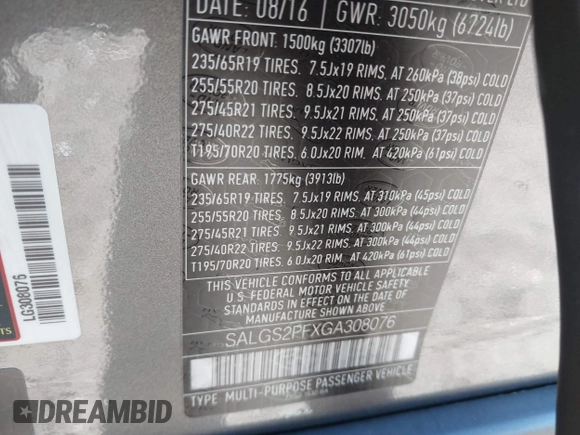 DATE: 08/16 GWR: 3050kg (6724lb)
GAWR FRONT: 1500kg (3307lb)
235/65R19 TIRES. 7.5Jx19 RIMS. AT 260kPa (38psi) COLD
255/55R20 TIRES. 8.5Jx20 RIMS. AT 250kPa (37psi) COLD
275/45R21 TIRES. 9.5Jx21 RIMS. AT 250kPa (37psi) COLD
275/40R22 TIRES. 9.5Jx22 RIMS. AT 250kPa (37psi) COLD
T195/70R20 TIRES. 6.0Jx20 RIM. AT 420kPa (61psi) COLD
GAWR REAR: 1775kg (3913lb)
235/65R19 TIRES. 7.5Jx19 RIMS. AT 310kPa (45psi) COLD
255/55R20 TIRES. 8.5Jx20 RIMS. AT 300kPa (44psi) COLD
275/45R21 TIRES. 9.5Jx21 RIMS. AT 300kPa (44psi) COLD
275/40R22 TIRES. 9.5Jx22 RIMS. AT 300kPa (44psi) COLD
T195/70R20 TIRES. 6.0Jx20 RIM. AT 420kPa (61psi) COLD
THIS VEHICLE CONFORMS TO ALL APPLICABLE
U.S. FEDERAL MOTOR VEHICLE SAFETY AND
THEFT PREVENTION STANDARDS IN EFFECT ON
THE DATE OF MANUFACTURE SHOWN ABOVE.
SALGS2PFXGA308076
TYPE: MULTI-PURPOSE PASSENGER VEHICLE
LG308076
DREAMBID